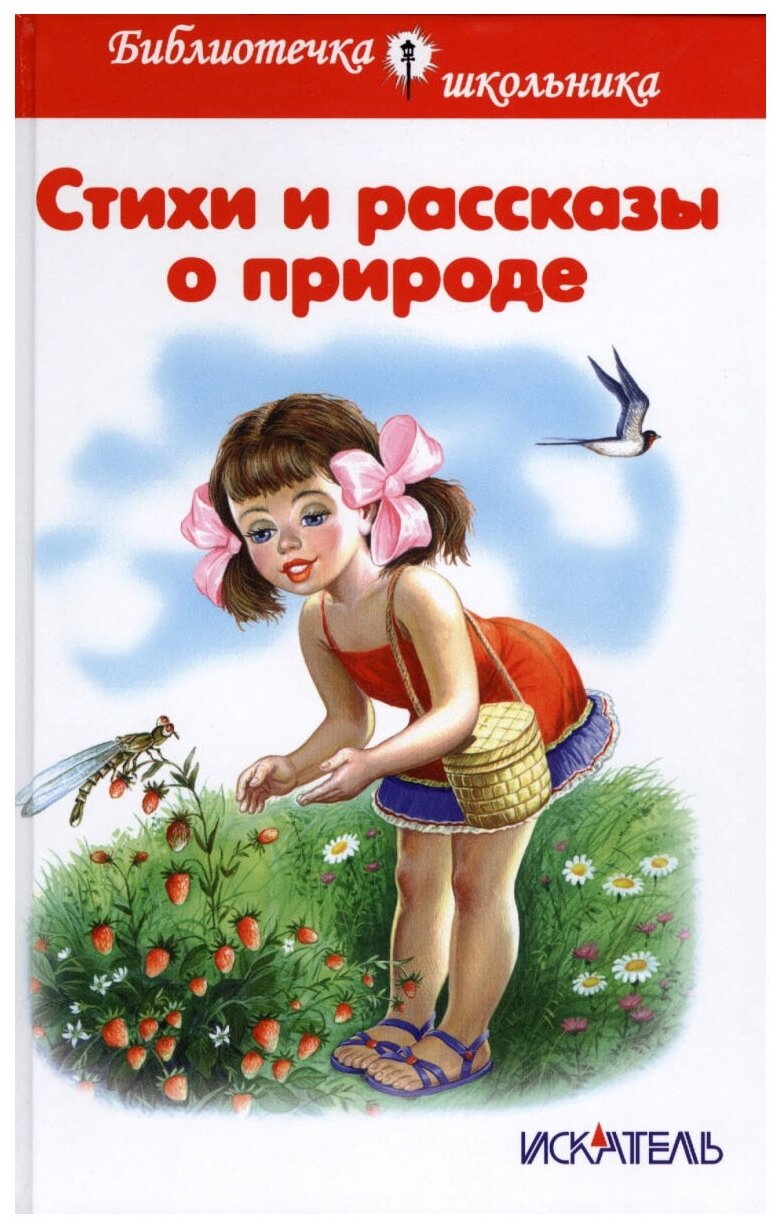 Библиотечка
школьника
Стихи и рассказы
о природе
ИСКАТЕЛЬ